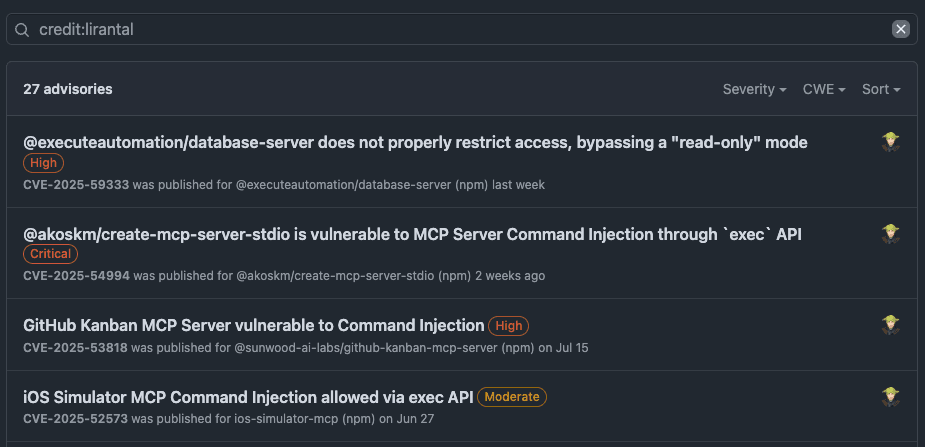 credit:lirantal
27 advisories
Severity CWE Sort
@executeautomation/database-server does not properly restrict access, bypassing a "read-only" mode
High
CVE-2025-59333 was published for @executeautomation/database-server (npm) last week
@akoskm/create-mcp-server-stdio is vulnerable to MCP Server Command Injection through `exec` API
Critical
CVE-2025-54994 was published for @akoskm/create-mcp-server-stdio (npm) 2 weeks ago
GitHub Kanban MCP Server vulnerable to Command Injection High
CVE-2025-53818 was published for @sunwood-ai-labs/github-kanban-mcp-server (npm) on Jul 15
iOS Simulator MCP Command Injection allowed via exec API Moderate
CVE-2025-52573 was published for ios-simulator-mcp (npm) on Jun 27